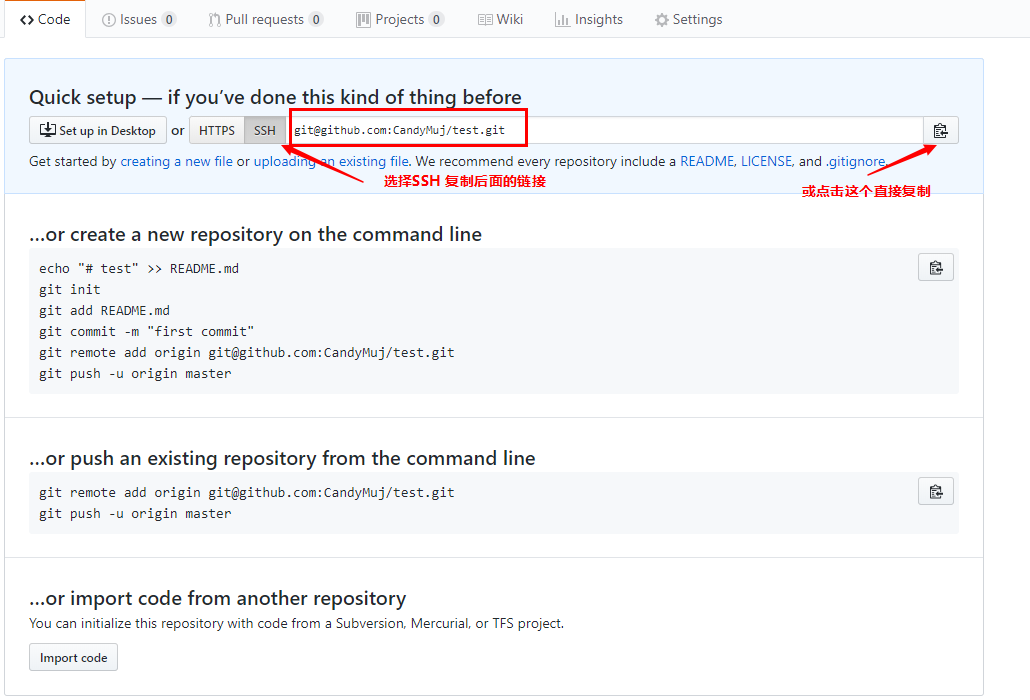 Code Issues 0 Pull requests 0 Projects 0 Wiki Insights Settings
Quick setup — if you’ve done this kind of thing before
Set up in Desktop or HTTPS SSH git@github.com:CandyMuj/test.git
Get started by creating a new file or uploading an existing file. We recommend every repository include a README, LICENSE, and .gitignore.
选择SSH 复制后面的链接
或点击这个直接复制
...or create a new repository on the command line
echo "# test" >> README.md
git init
git add README.md
git commit -m "first commit"
git remote add origin git@github.com:CandyMuj/test.git
git push -u origin master
...or push an existing repository from the command line
git remote add origin git@github.com:CandyMuj/test.git
git push -u origin master
...or import code from another repository
You can initialize this repository with code from a Subversion, Mercurial, or TFS project.
Import code